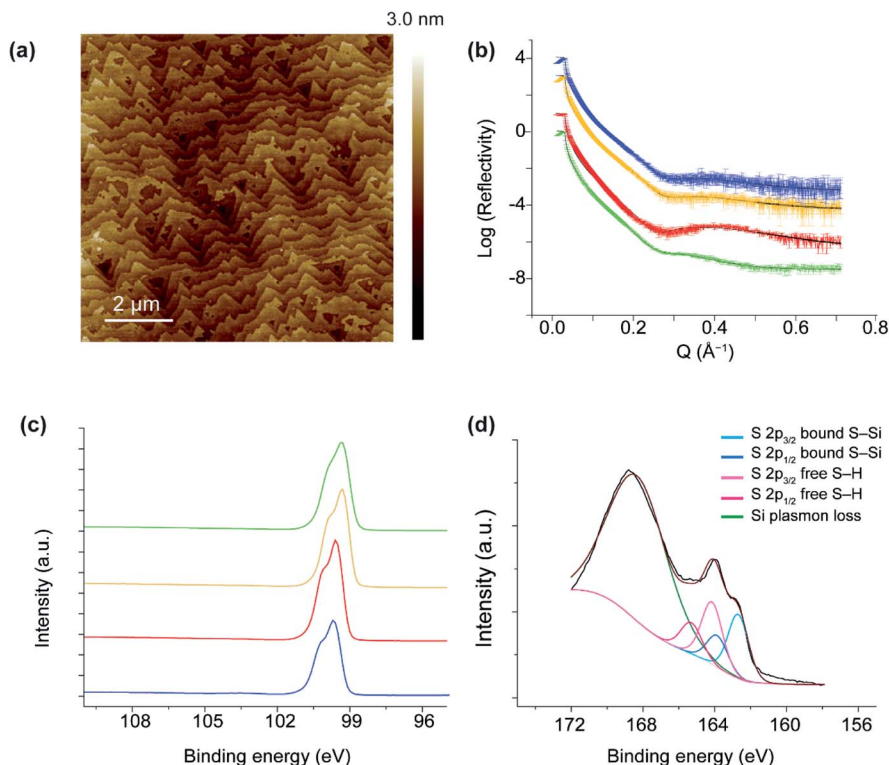 3.0 nm
(a)
2 μm
(b)
4
0
-4
-8
Log (Reflectivity)
0.0 0.2 0.4 0.6 0.8
Q (Å⁻¹)
(c)
Intensity (a.u.)
108 105 102 99 96
Binding energy (eV)
(d)
S 2p₃/₂ bound S–Si
S 2p₁/₂ bound S–Si
S 2p₃/₂ free S–H
S 2p₁/₂ free S–H
Si plasmon loss
Intensity (a.u.)
172 168 164 160 156
Binding energy (eV)